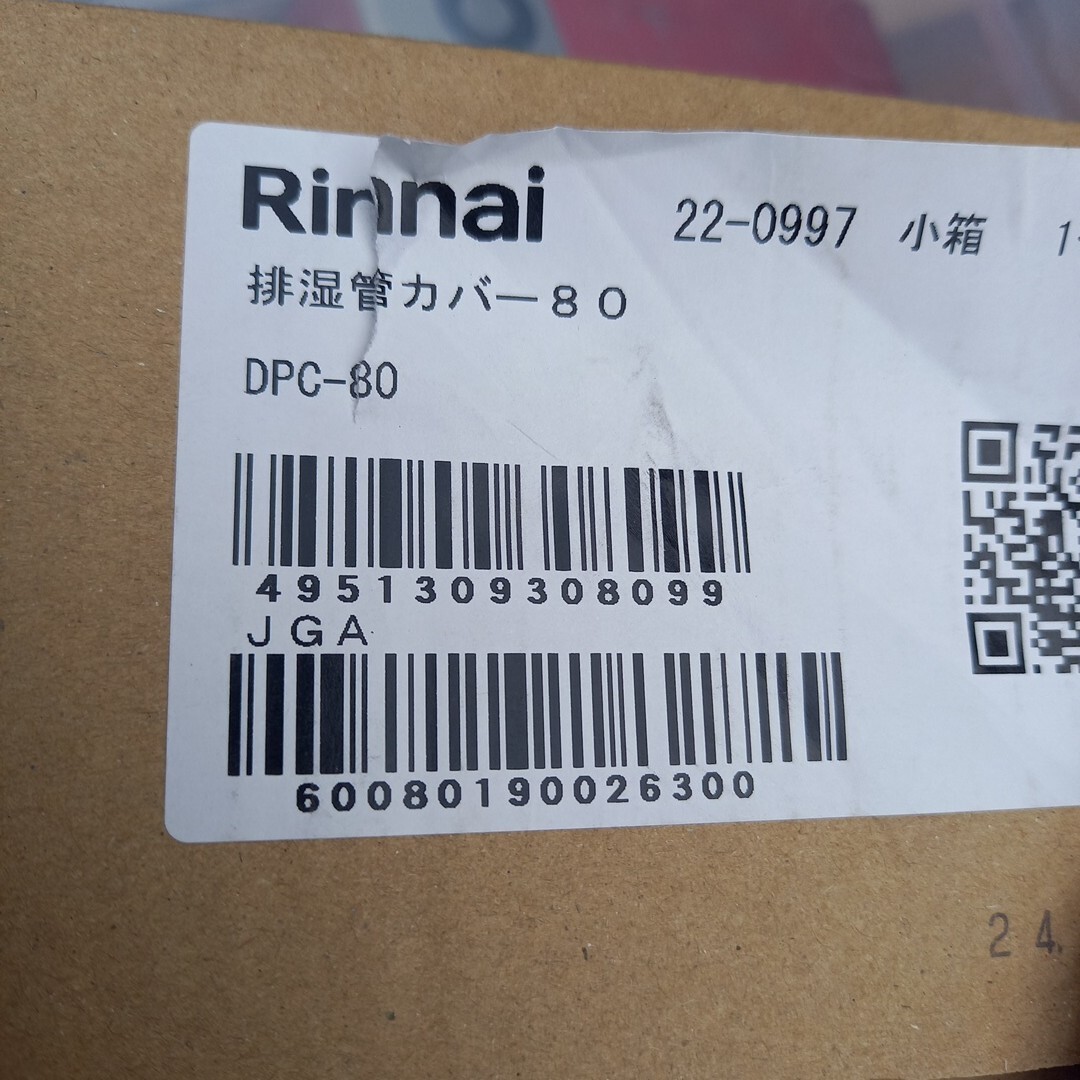 Rinnai
22-0997 小箱 1
排湿管カバー８０
DPC-80
4951309308099
JGA
60080190026300
24.